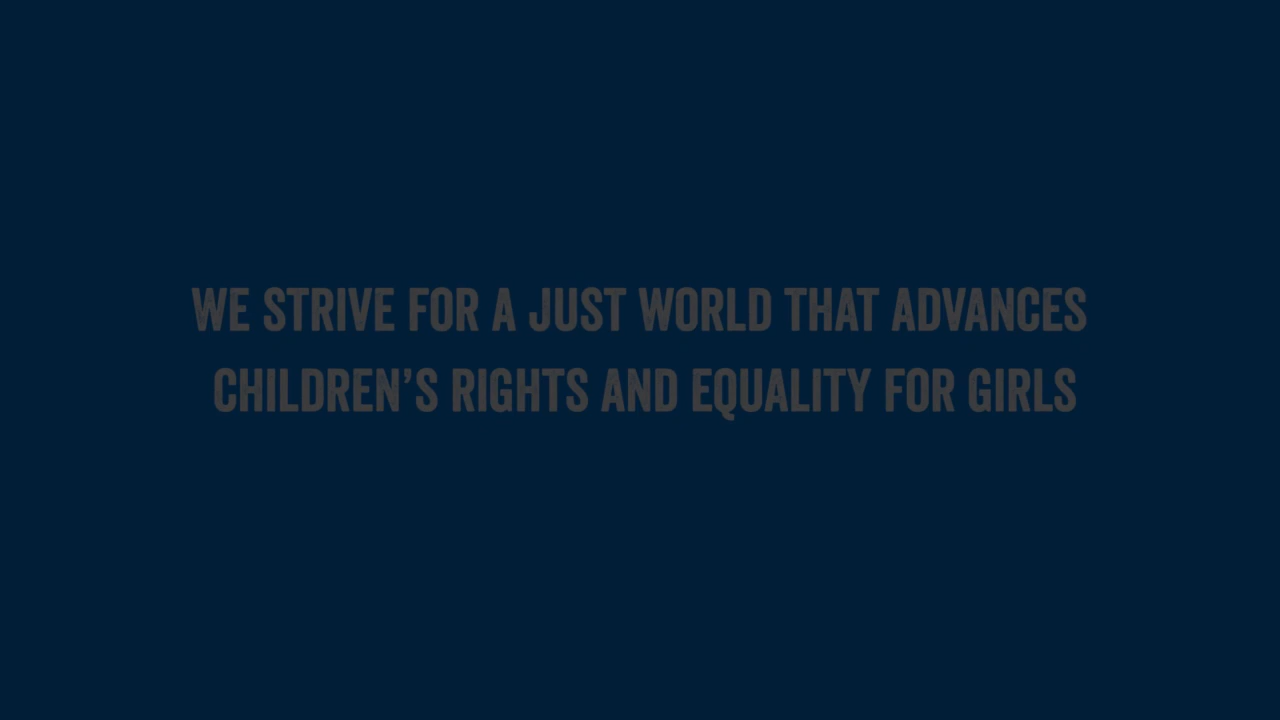 WE STRIVE FOR A JUST WORLD THAT ADVANCES
CHILDREN’S RIGHTS AND EQUALITY FOR GIRLS